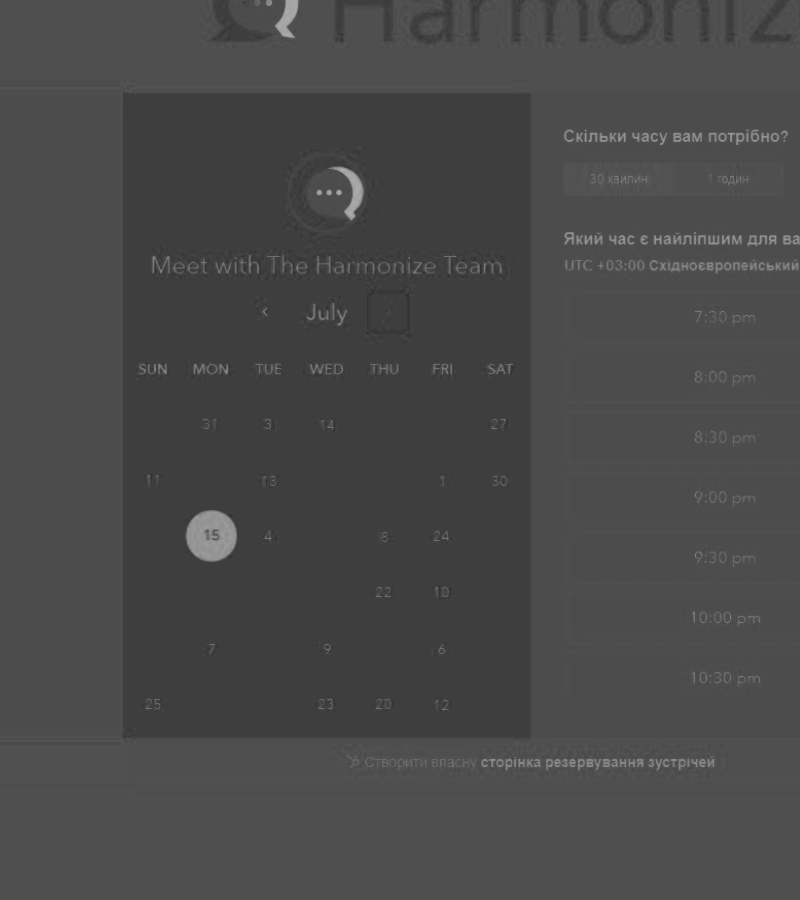 Harmoniz
Скільки часу вам потрібно?
30 хвилин
1 годин
Який час є найліпшим для ва
UTC +03:00 Східноєвропейський
Meet with The Harmonize Team
July
SUN MON TUE WED THU FRI SAT
31 3 14 27
11 13 1 30
15 4 8 24
22 10
7 9 6
25 23 20 12
7:30 pm
8:00 pm
8:30 pm
9:00 pm
9:30 pm
10:00 pm
10:30 pm
Створити власну сторінка резервування зустрічей